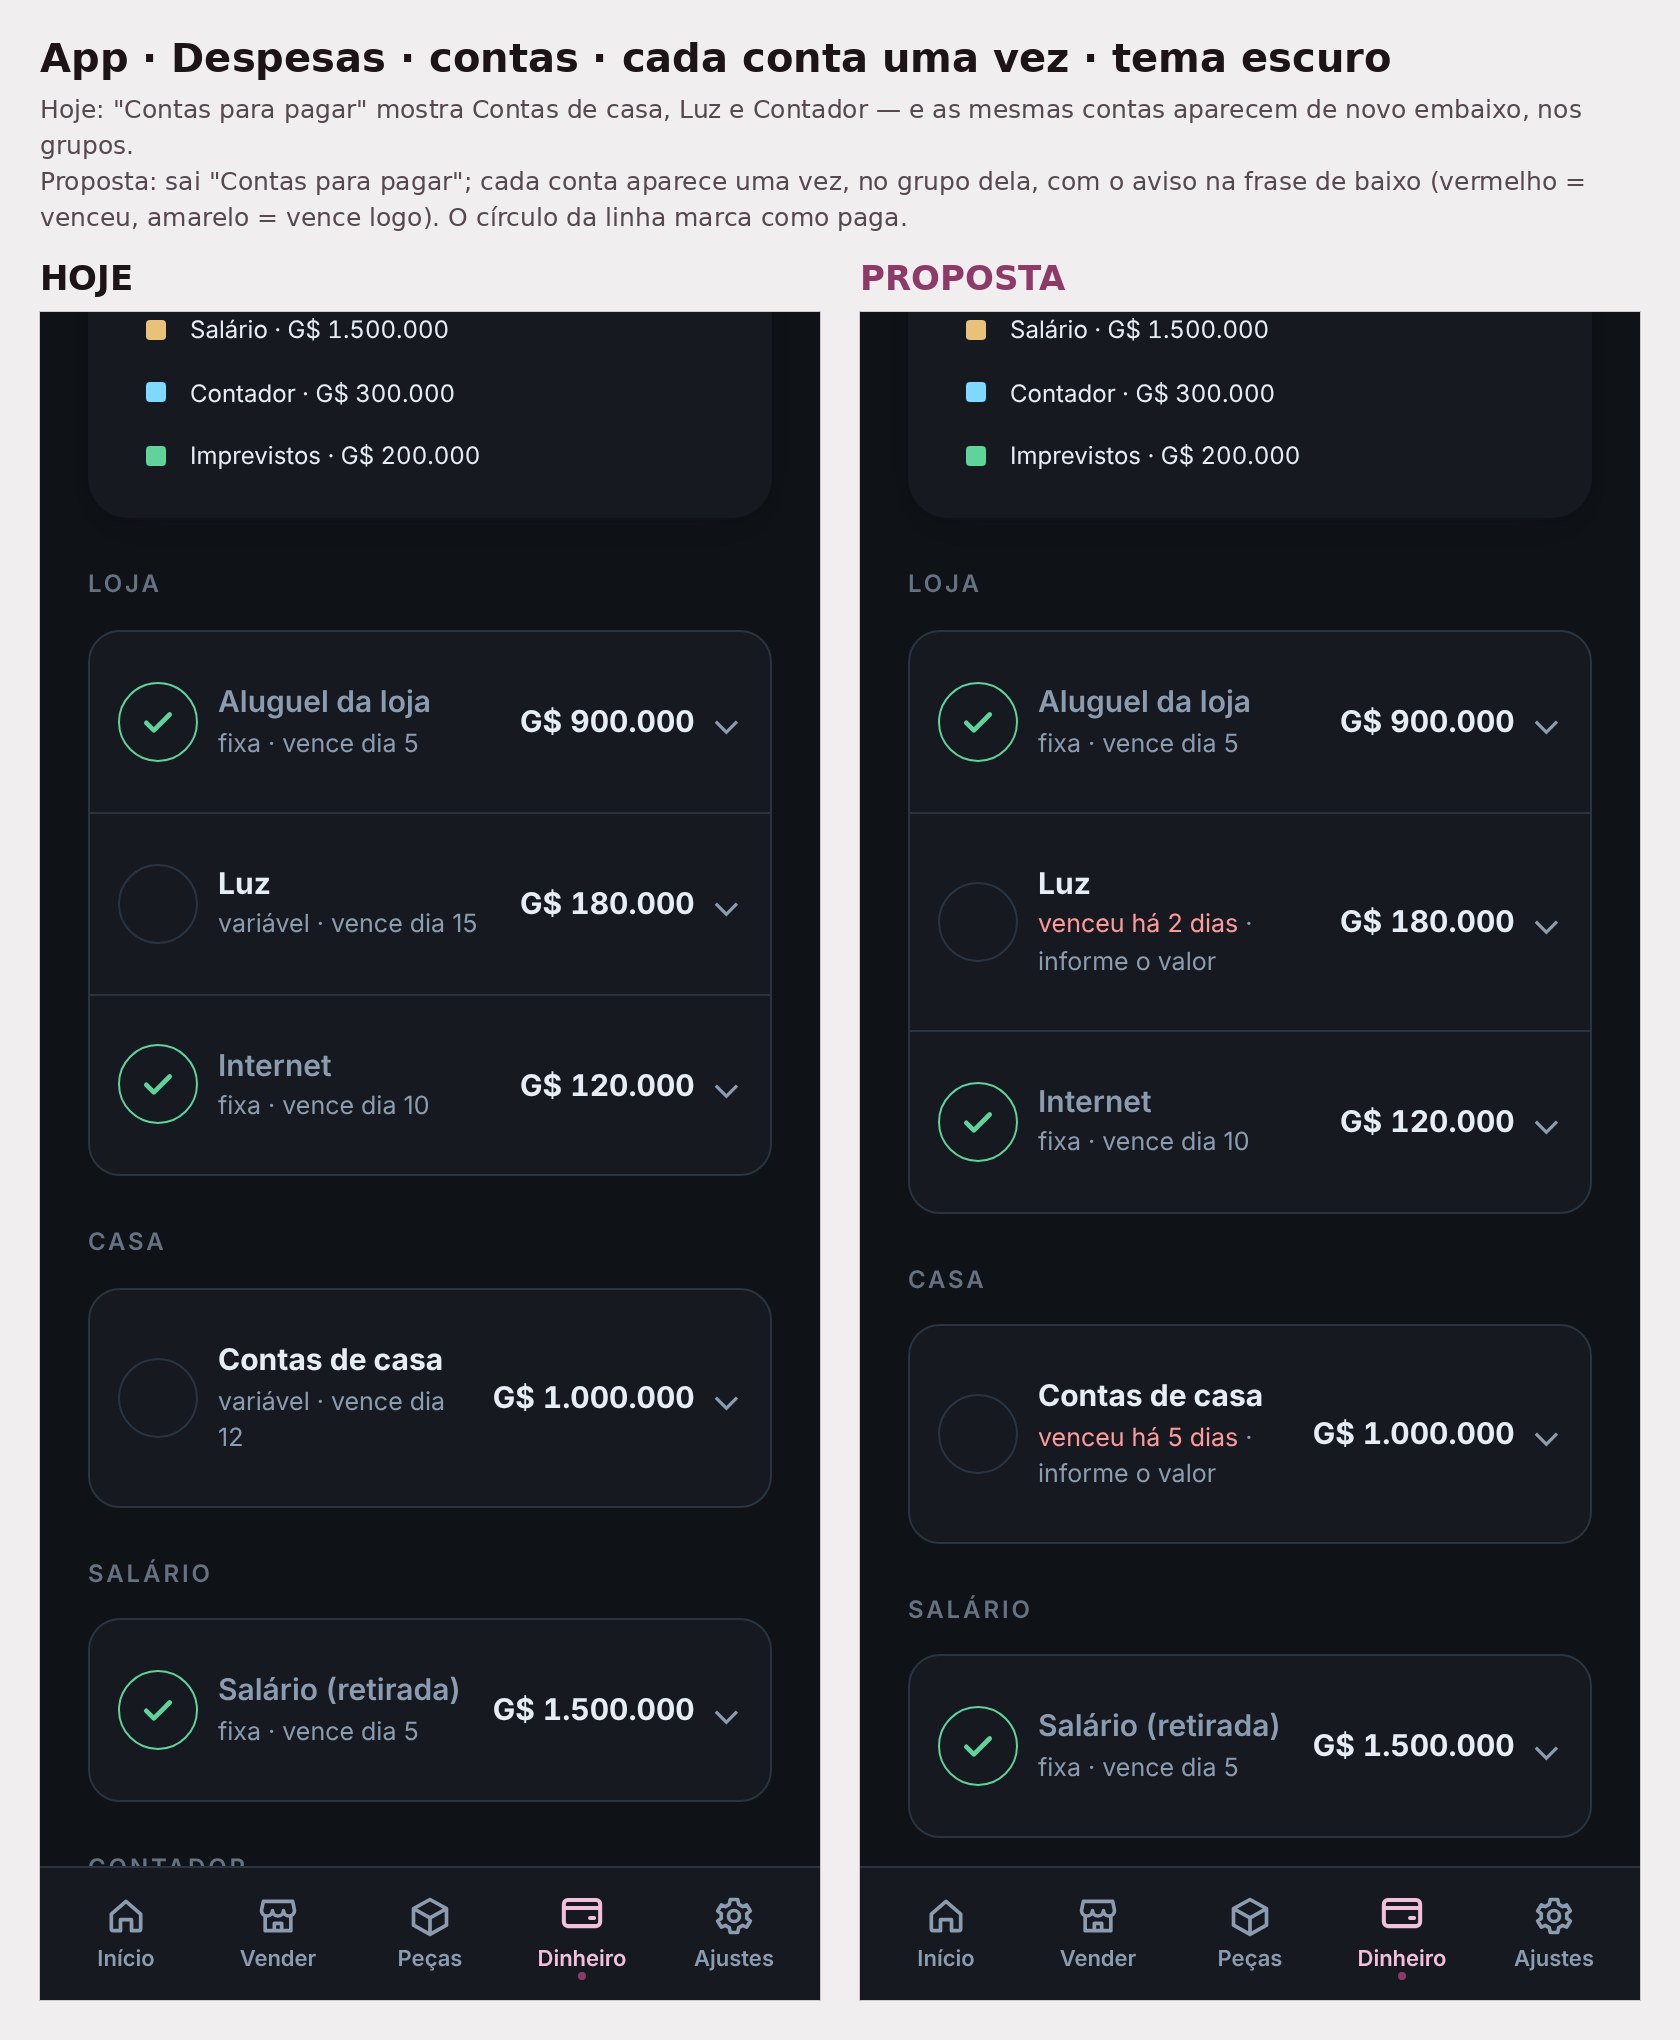 App · Despesas · contas · cada conta uma vez · tema escuro
Hoje: "Contas para pagar" mostra Contas de casa, Luz e Contador — e as mesmas contas aparecem de novo embaixo, nos
grupos.
Proposta: sai "Contas para pagar"; cada conta aparece uma vez, no grupo dela, com o aviso na frase de baixo (vermelho =
venceu, amarelo = vence logo). O círculo da linha marca como paga.
HOJE
Salário · G$ 1.500.000
Contador · G$ 300.000
Imprevistos · G$ 200.000
LOJA
Aluguel da loja
fixa · vence dia 5
G$ 900.000
Luz
variável · vence dia 15
G$ 180.000
Internet
fixa · vence dia 10
G$ 120.000
CASA
Contas de casa
variável · vence dia
12
G$ 1.000.000
SALÁRIO
Salário (retirada)
fixa · vence dia 5
G$ 1.500.000
CONTADOR
Início
Vender
Peças
Dinheiro
Ajustes
PROPOSTA
Salário · G$ 1.500.000
Contador · G$ 300.000
Imprevistos · G$ 200.000
LOJA
Aluguel da loja
fixa · vence dia 5
G$ 900.000
Luz
venceu há 2 dias ·
informe o valor
G$ 180.000
Internet
fixa · vence dia 10
G$ 120.000
CASA
Contas de casa
venceu há 5 dias ·
informe o valor
G$ 1.000.000
SALÁRIO
Salário (retirada)
fixa · vence dia 5
G$ 1.500.000
Início
Vender
Peças
Dinheiro
Ajustes